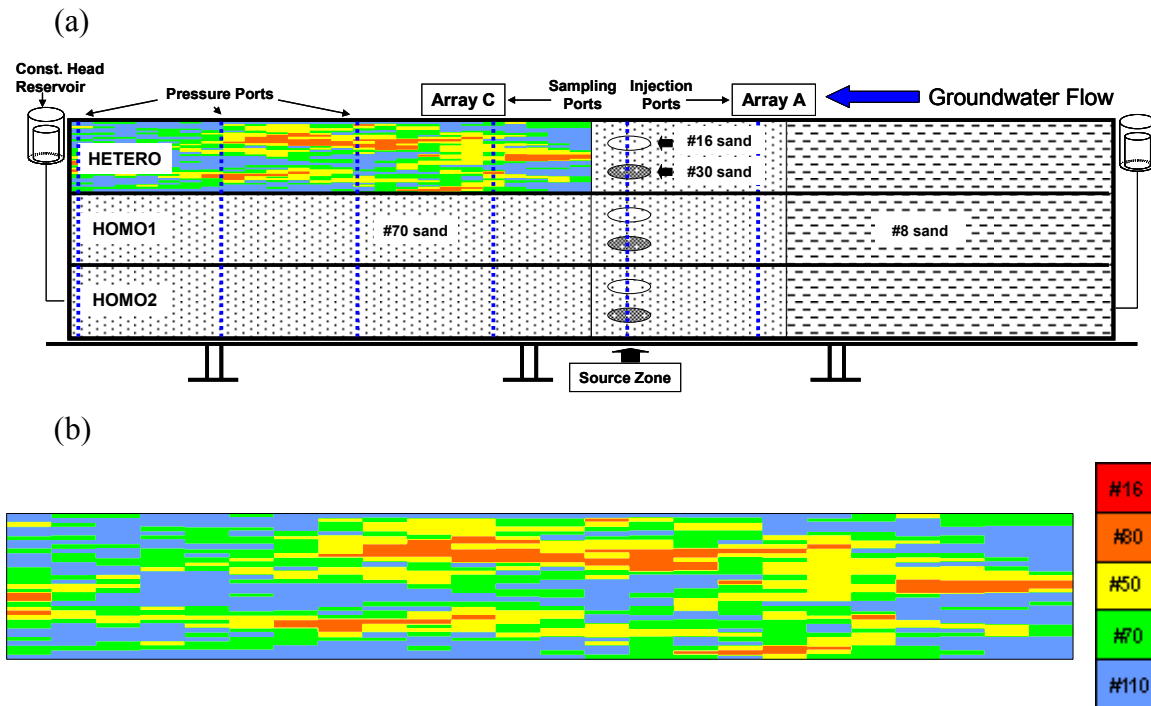 (a)
Const. Head
Reservoir
Pressure Ports
Array C
Sampling
Ports
Injection
Ports
Array A
Groundwater Flow
HETERO
#16 sand
#30 sand
HOMO1
#70 sand
#8 sand
HOMO2
Source Zone
(b)
#16
#80
#50
#70
#110